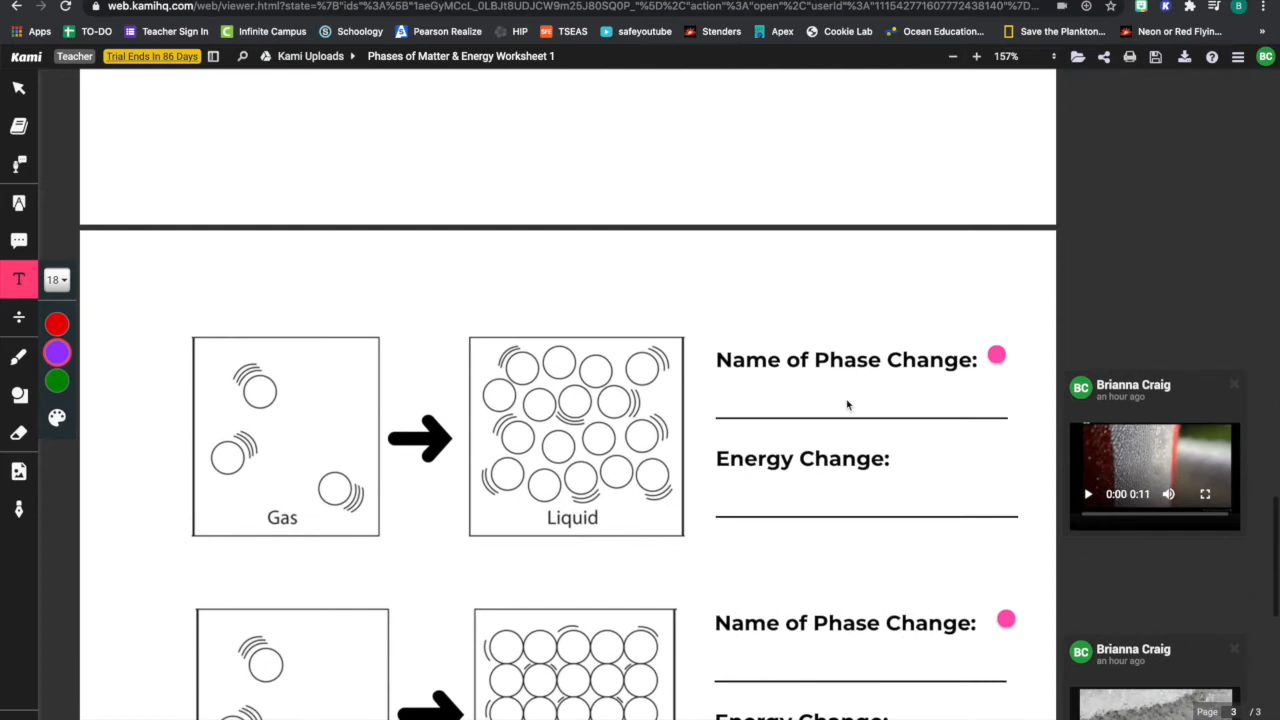 web.kamihq.com/web/viewer.html?state=%7B"ids"%3A%5B"1aeGyMCcL_0LBJt8UDJCW9m25J80SQ0P_"%5D%2C"action"%3A"open"%2C"userId"%3A"111542771607772438140"%2C"%7D...
Apps TO-DO Teacher Sign In Infinite Campus Schoology Pearson Realize HIP TSEAS safeyoutube Stenders Apex Cookie Lab Ocean Education... Save the Plankton... Neon or Red Flyin... »
Kami Teacher Trial Ends In 86 Days Kami Uploads Phases of Matter & Energy Worksheet 1 157% BC
T 18
Name of Phase Change:
Energy Change:
Gas
Liquid
Name of Phase Change:
Energy Change:
BC Brianna Craig
an hour ago
0:00 0:11
BC Brianna Craig
an hour ago
Page 3 / 3